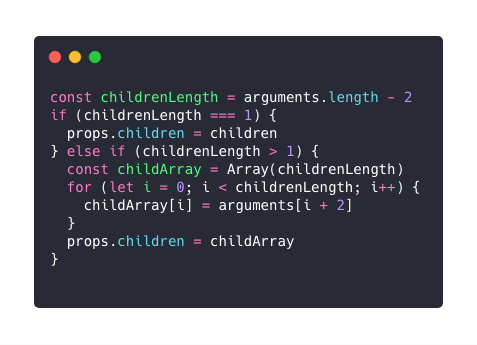 const childrenLength = arguments.length - 2
if (childrenLength === 1) {
  props.children = children
} else if (childrenLength > 1) {
  const childArray = Array(childrenLength)
  for (let i = 0; i < childrenLength; i++) {
    childArray[i] = arguments[i + 2]
  }
  props.children = childArray
}